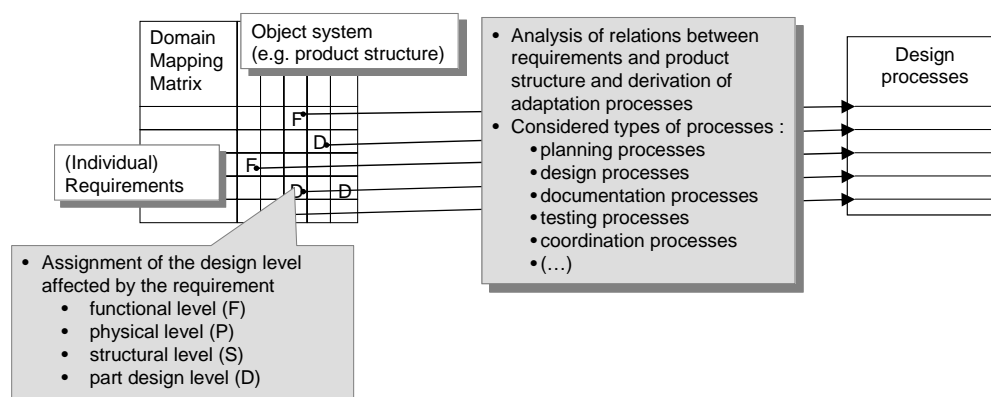 Domain
Mapping
Matrix
Object system
(e.g. product structure)
F
D
F
D D
(Individual)
Requirements
• Assignment of the design level
affected by the requirement
• functional level (F)
• physical level (P)
• structural level (S)
• part design level (D)
• Analysis of relations between
requirements and product
structure and derivation of
adaptation processes
• Considered types of processes :
• planning processes
• design processes
• documentation processes
• testing processes
• coordination processes
• (…)
Design
processes